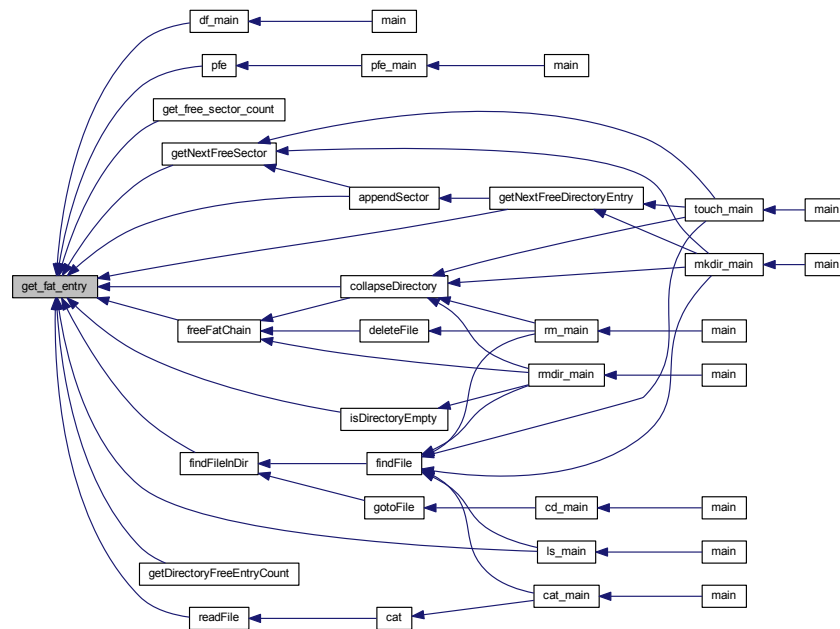 df_main
main
pfe
pfe_main
main
get_free_sector_count
getNextFreeSector
appendSector
getNextFreeDirectoryEntry
touch_main
main
mkdir_main
main
get_fat_entry
collapseDirectory
freeFatChain
deleteFile
rm_main
main
rmdir_main
main
isDirectoryEmpty
findFileInDir
findFile
gotoFile
cd_main
main
ls_main
main
getDirectoryFreeEntryCount
cat_main
main
readFile
cat